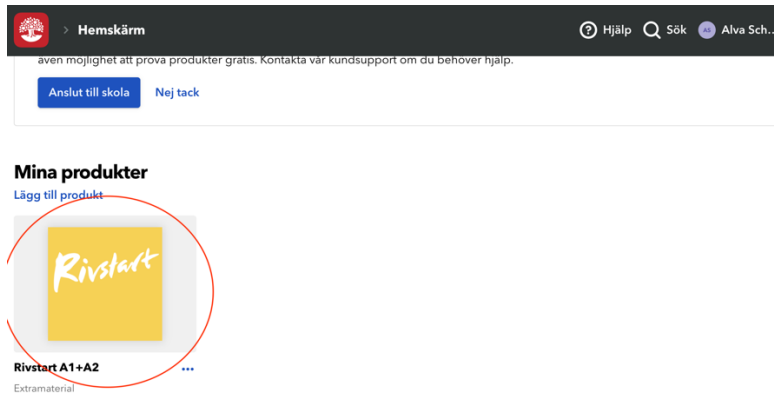 Hemskärm
Hjälp
Sök
AS
Alva Sch...
även möjlighet att prova produkter gratis. Kontakta vår kundsupport om du behöver hjälp.
Anslut till skola
Nej tack
Mina produkter
Lägg till produkt
Rivstart
Rivstart A1+A2
Extramaterial